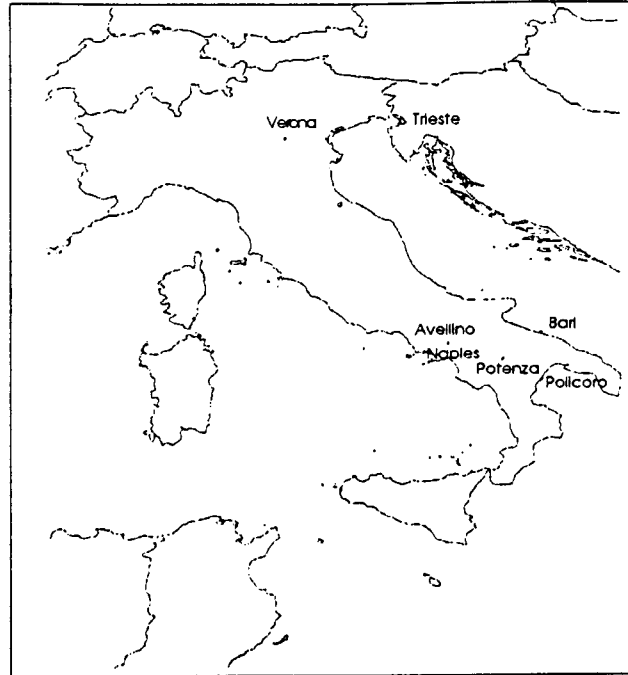 Verona
Trieste
Bari
Avellino
Naples
Potenza
Policoro